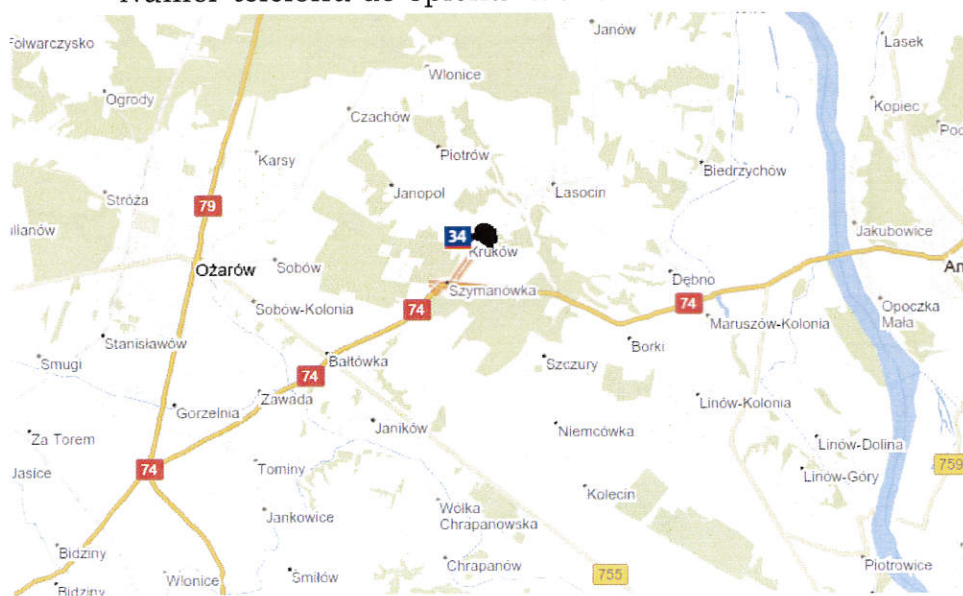 Janów
Folwarczysko
Lasek
Wlonice
Ogrody
Kopiec
Czachów
Piotrów
Karsy
Biedrzychów
Janopol
Lasocin
Stróża
79
Jakubowice
34
Kruków
Ożarów
Sobów
Dębno
Szymanówka
74
74
Opoczka
Mała
Sobów-Kolonia
Maruszów-Kolonia
Stanisławów
Borki
Smugi
Bałtówka
Szczury
74
Zawada
Linów-Kolonia
Gorzelnia
Janików
Niemcówka
Za Torem
Linów-Dolina
74
Tominy
759
Jasice
Linów-Góry
Kolecin
Wólka
Chrapanowska
Jankowice
Bidziny
Chrapanów
Piotrowice
Śmiłów
755
Wlonice
Bidziny